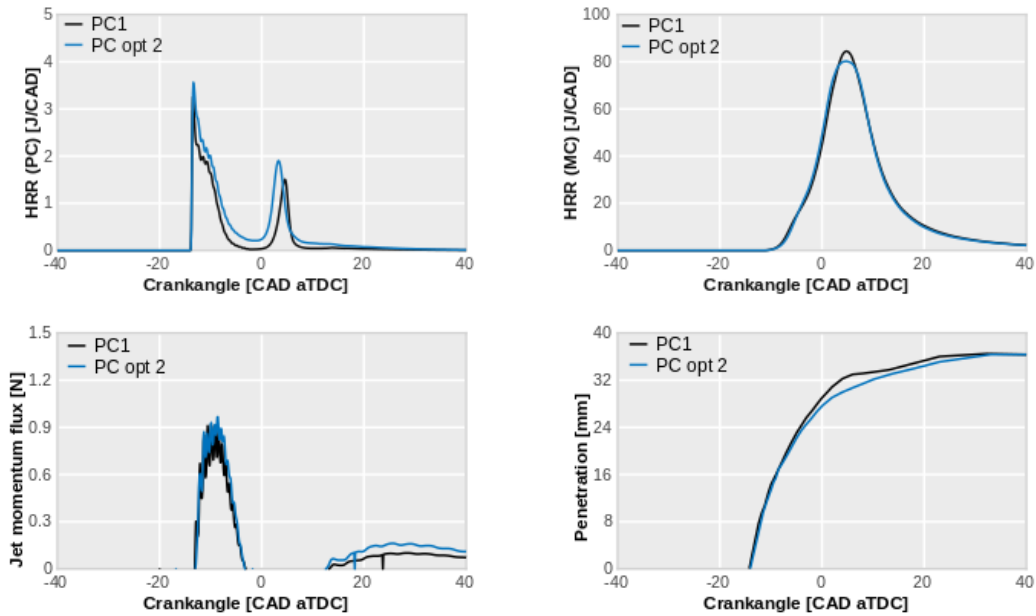 5
4
3
2
1
0
HRR (PC) [J/CAD]
PC1
PC opt 2
-40 -20 0 20 40
Crankangle [CAD aTDC]
100
80
60
40
20
0
HRR (MC) [J/CAD]
PC1
PC opt 2
-40 -20 0 20 40
Crankangle [CAD aTDC]
1.5
1.2
0.9
0.6
0.3
0
Jet momentum flux [N]
PC1
PC opt 2
-40 -20 0 20 40
Crankangle [CAD aTDC]
40
32
24
16
8
0
Penetration [mm]
PC1
PC opt 2
-40 -20 0 20 40
Crankangle [CAD aTDC]